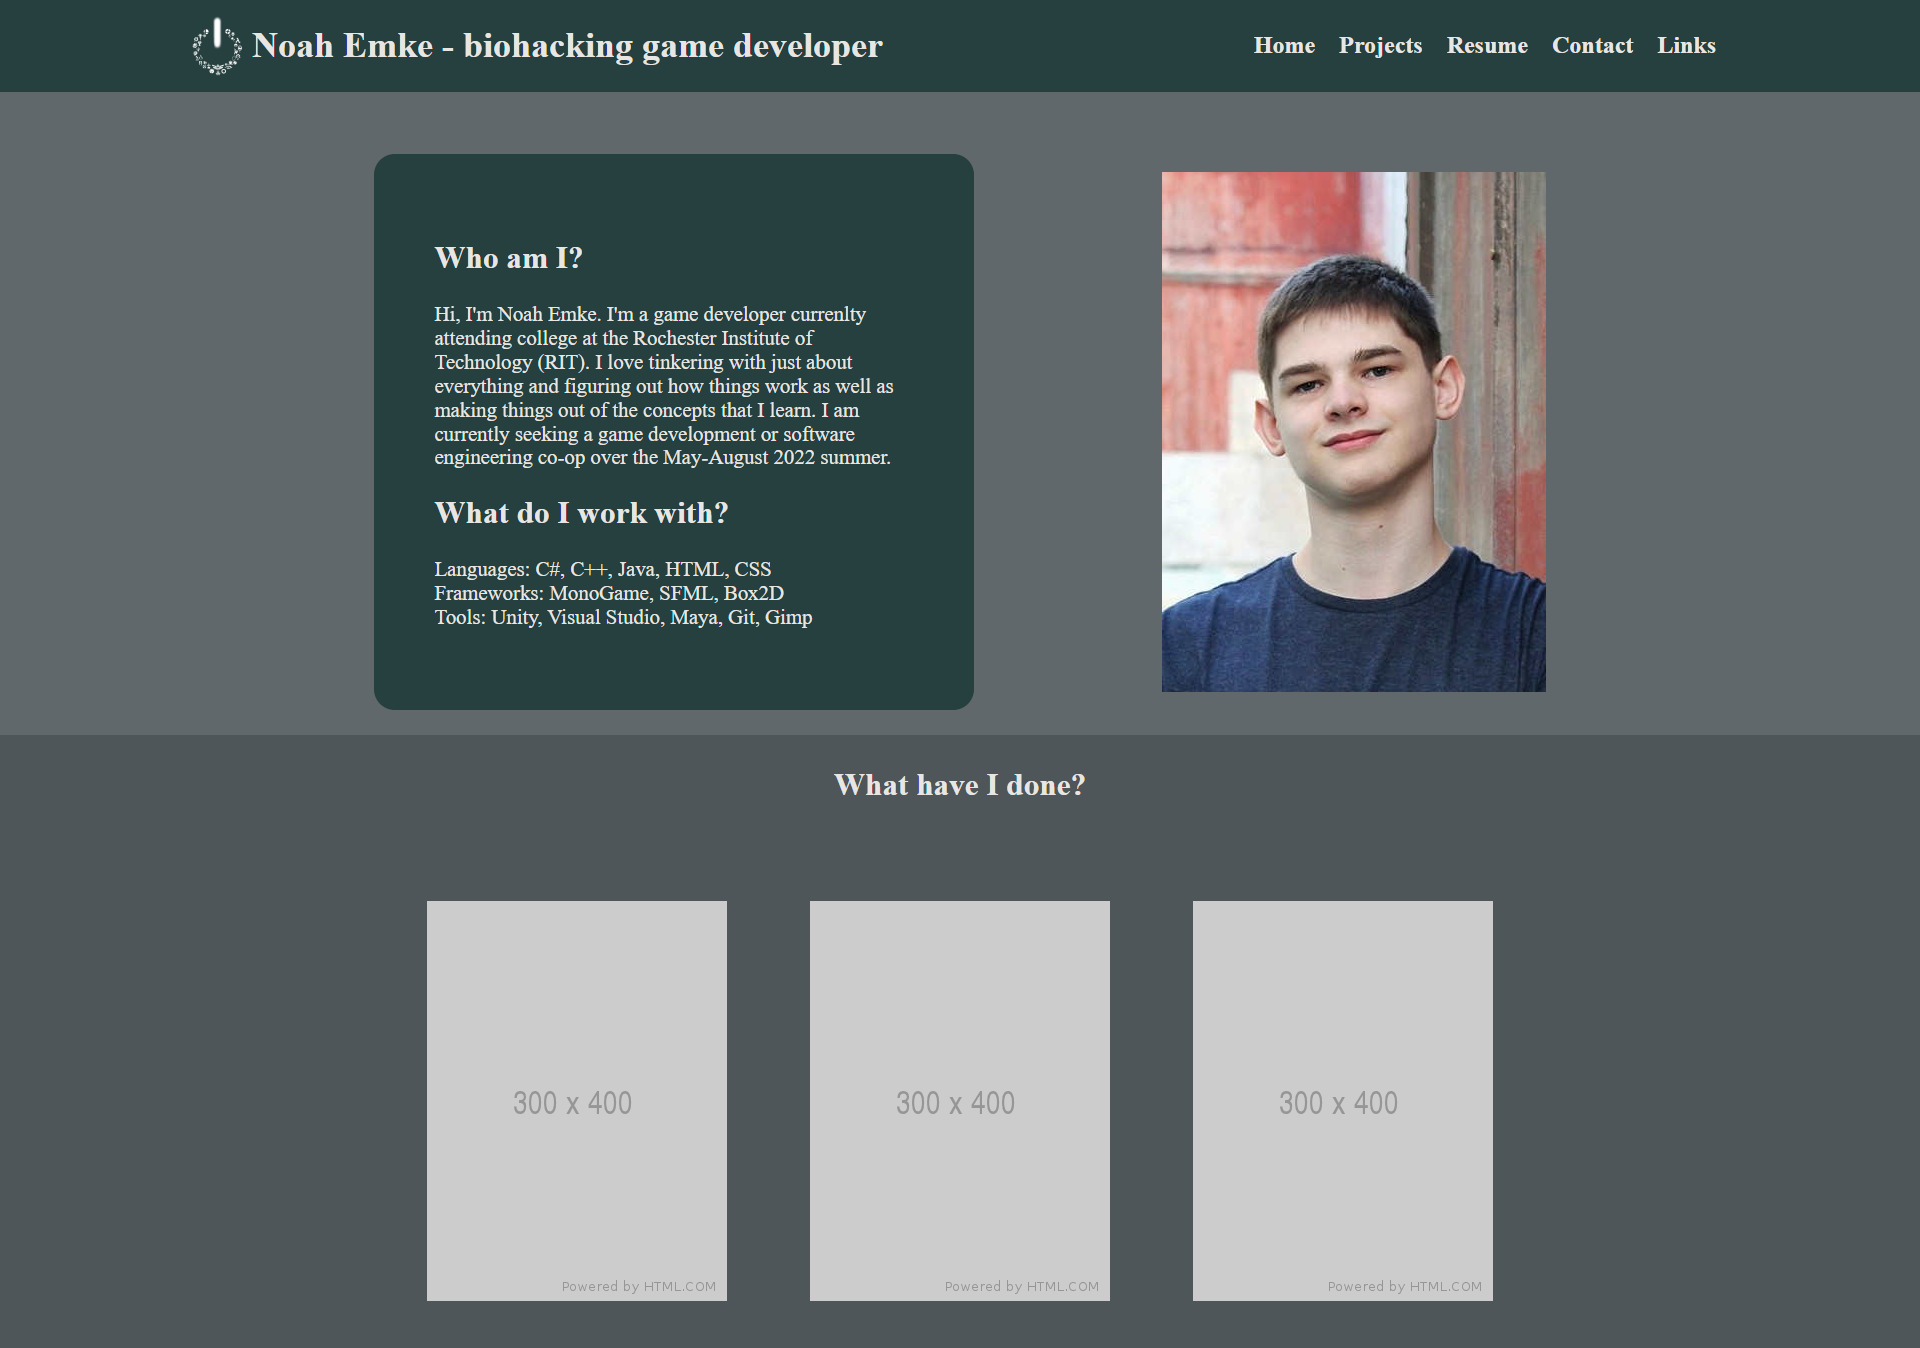 Noah Emke - biohacking game developer
Home Projects Resume Contact Links
Who am I?
Hi, I'm Noah Emke. I'm a game developer currenlty
attending college at the Rochester Institute of
Technology (RIT). I love tinkering with just about
everything and figuring out how things work as well as
making things out of the concepts that I learn. I am
currently seeking a game development or software
engineering co-op over the May-August 2022 summer.
What do I work with?
Languages: C#, C++, Java, HTML, CSS
Frameworks: MonoGame, SFML, Box2D
Tools: Unity, Visual Studio, Maya, Git, Gimp
What have I done?
300 x 400
300 x 400
300 x 400
Powered by HTML.COM
Powered by HTML.COM
Powered by HTML.COM